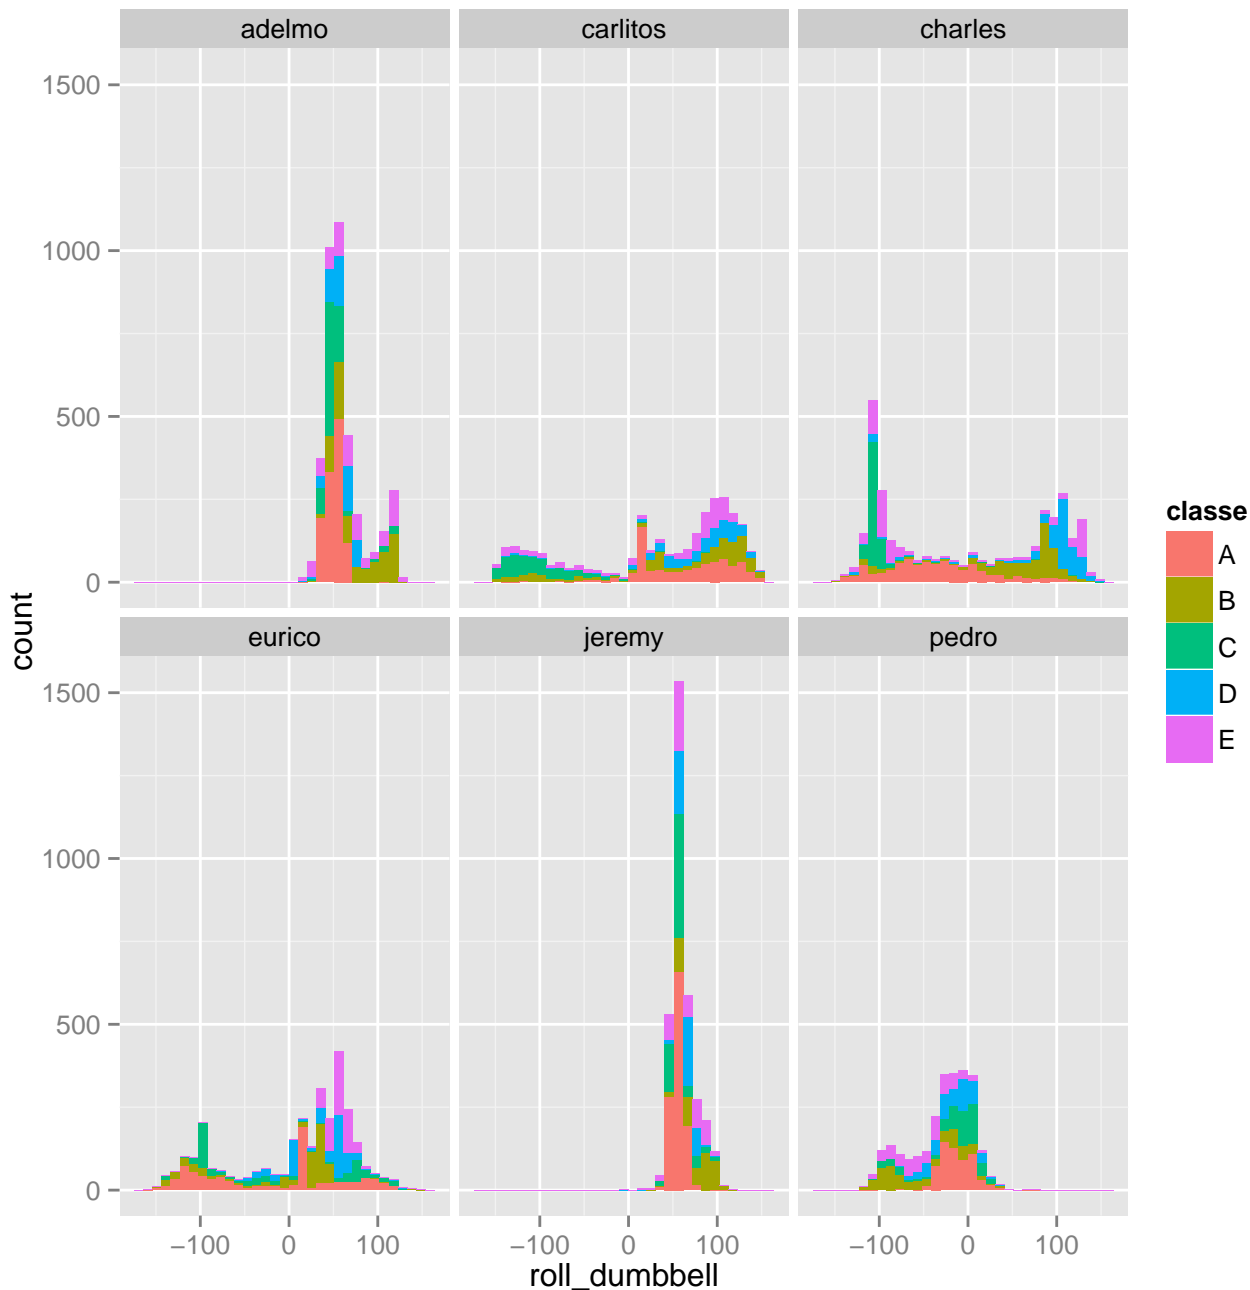 adelmo carlitos charles
1500
1000
500
0
eurico jeremy pedro
1500
1000
500
0
−100 0 100 −100 0 100 −100 0 100
roll_dumbbell
count
classe
A
B
C
D
E